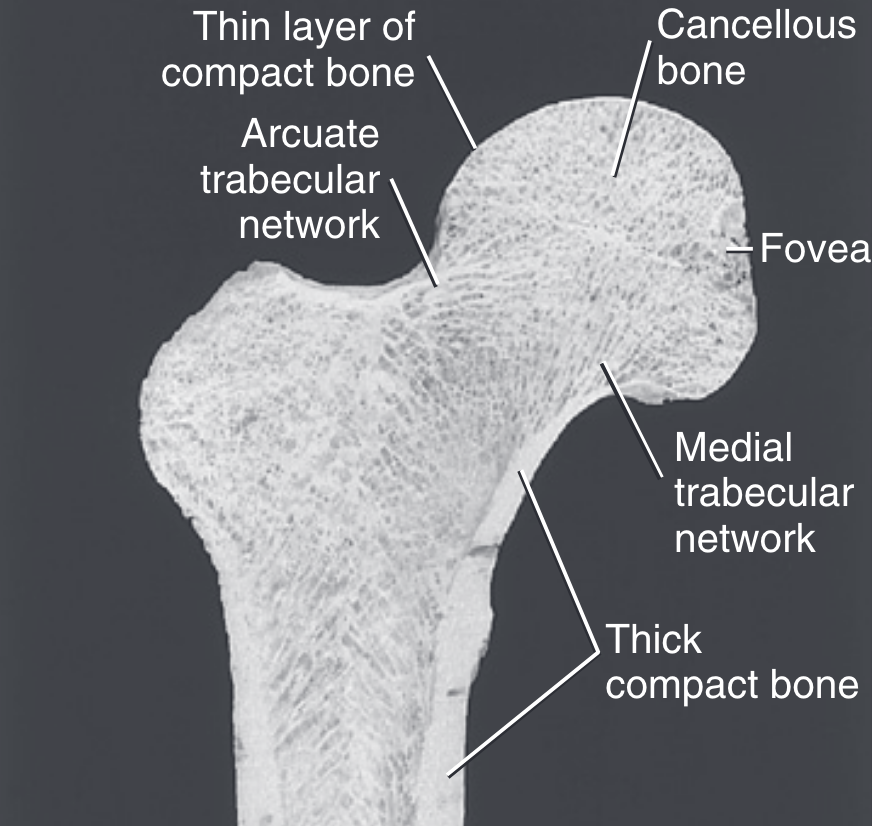 Thin layer of
compact bone
Cancellous
bone
Arcuate
trabecular
network
Fovea
Medial
trabecular
network
Thick
compact bone